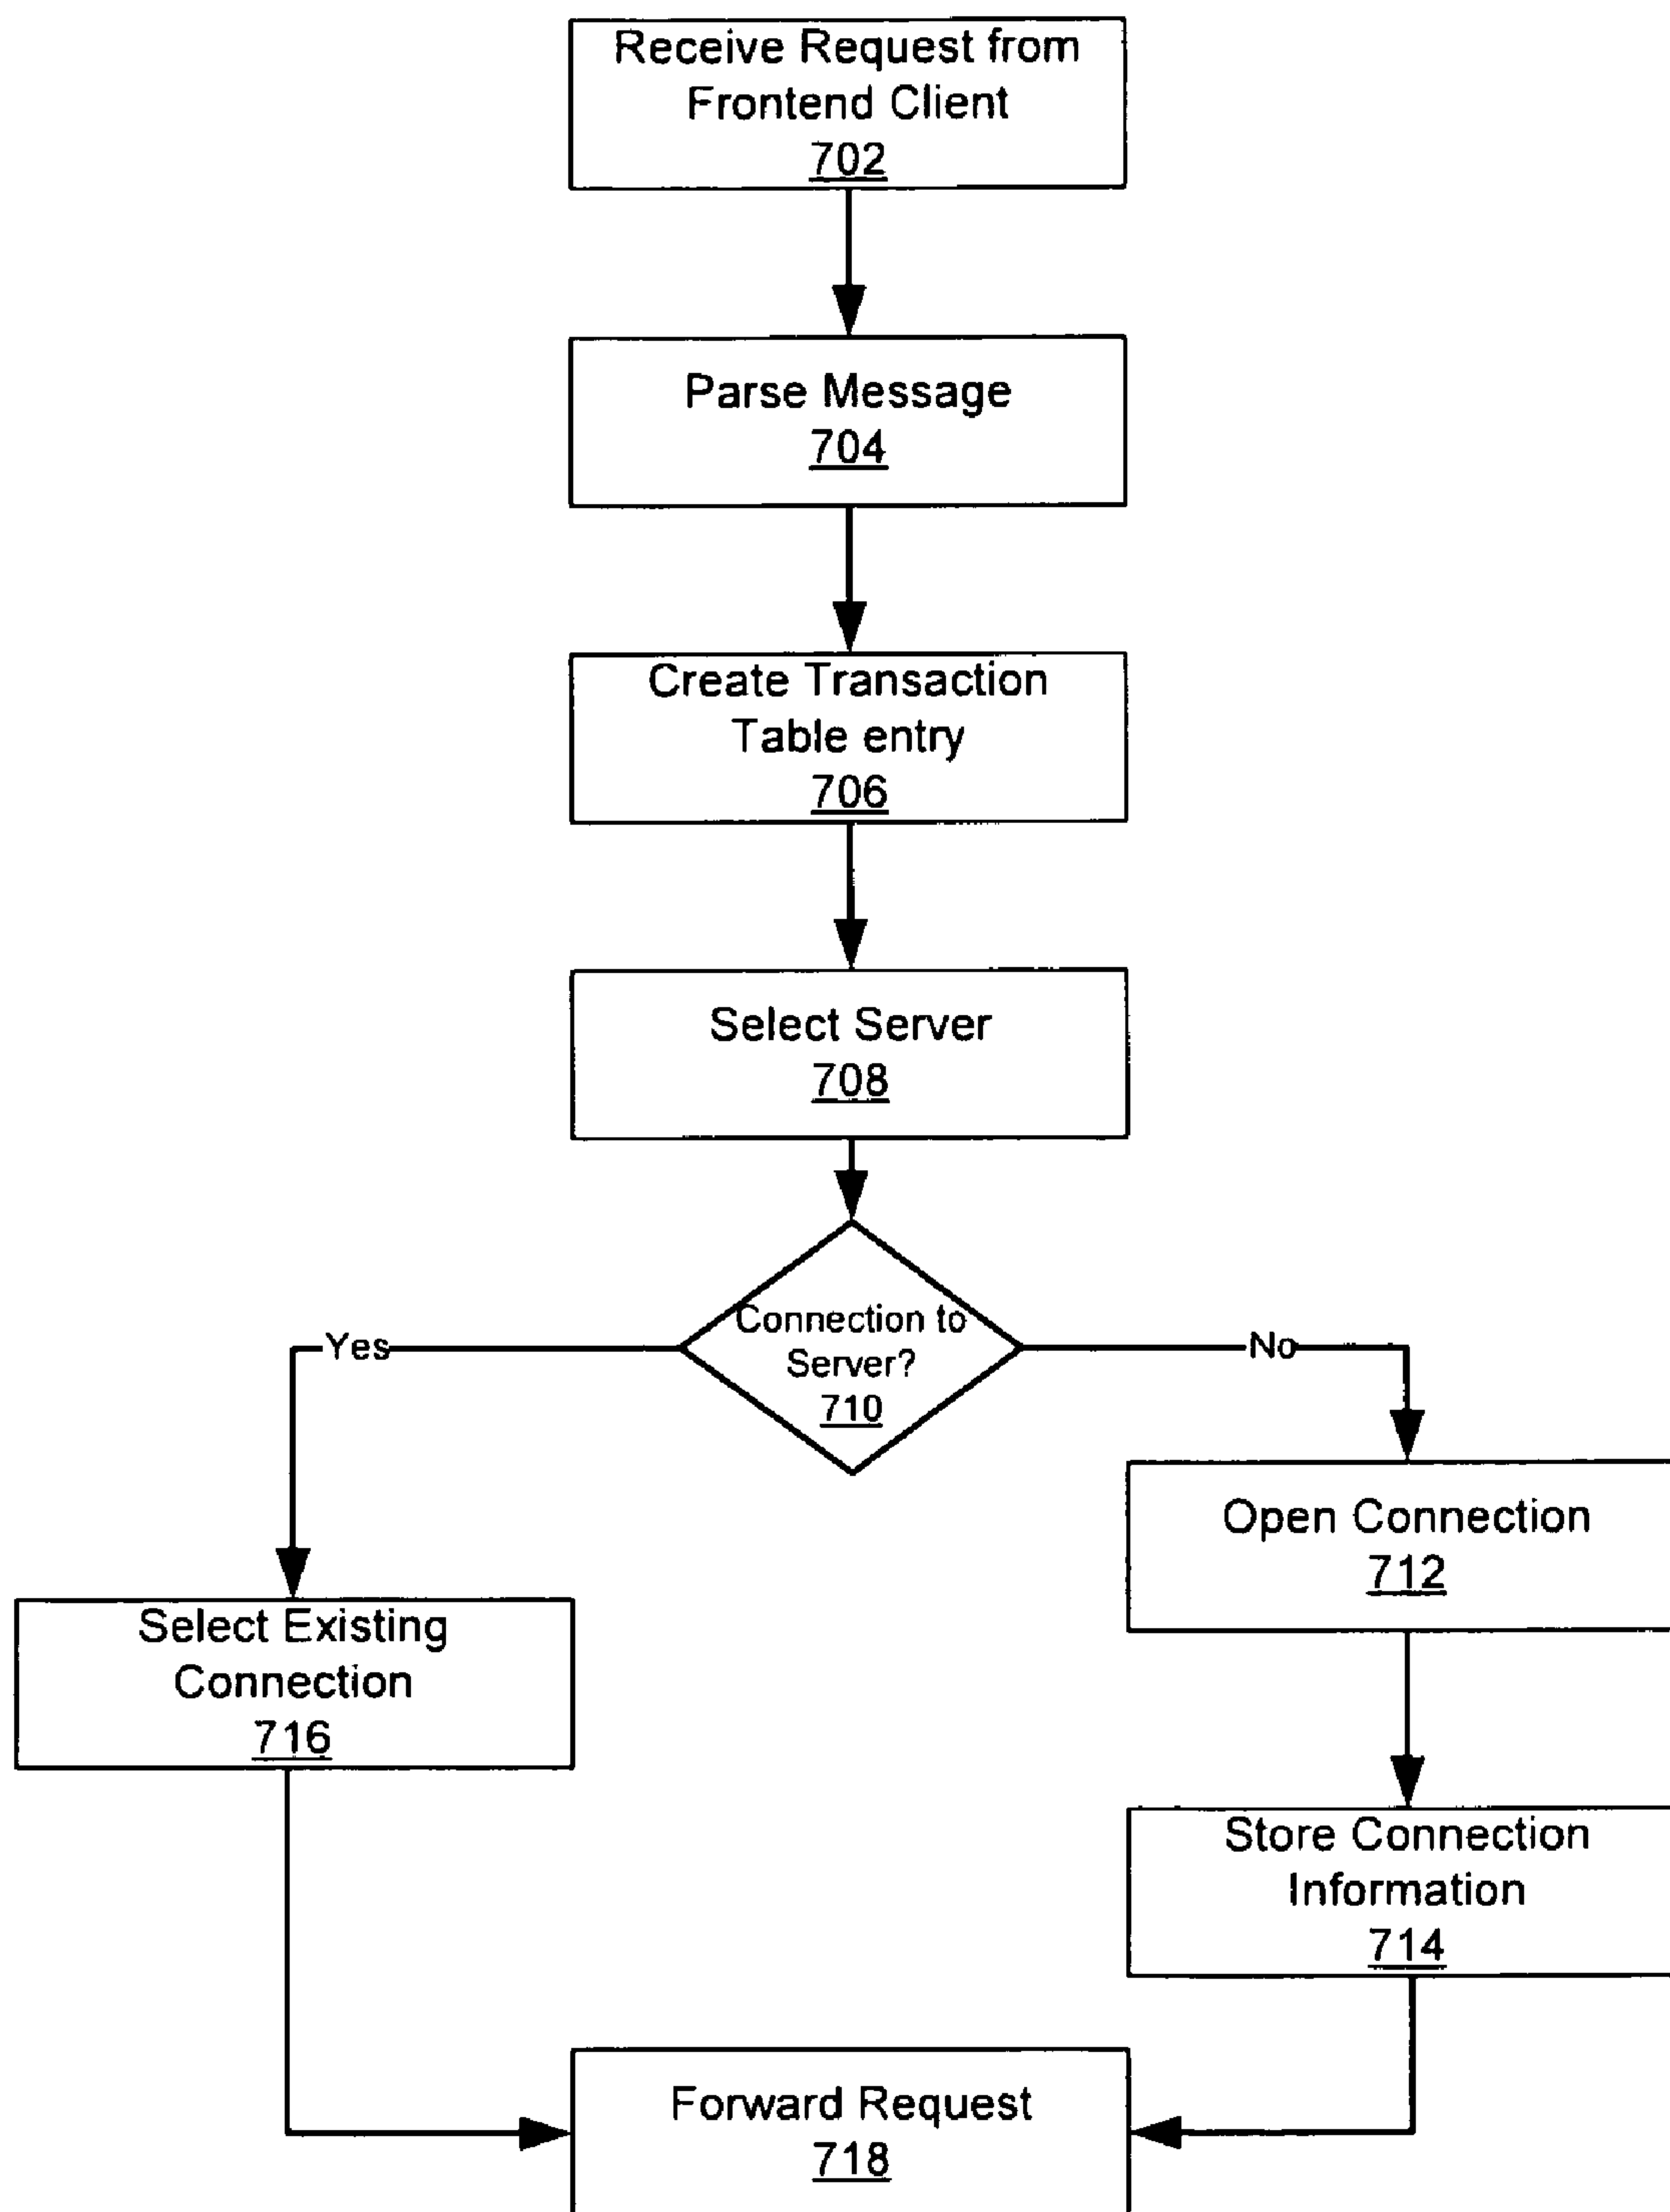 Receive Request from
Frontend Client
702
Parse Message
704
Create Transaction
Table entry
706
Select Server
708
Connection to
Server?
710
Yes
No
Open Connection
712
Select Existing
Connection
716
Store Connection
Information
714
Forward Request
718